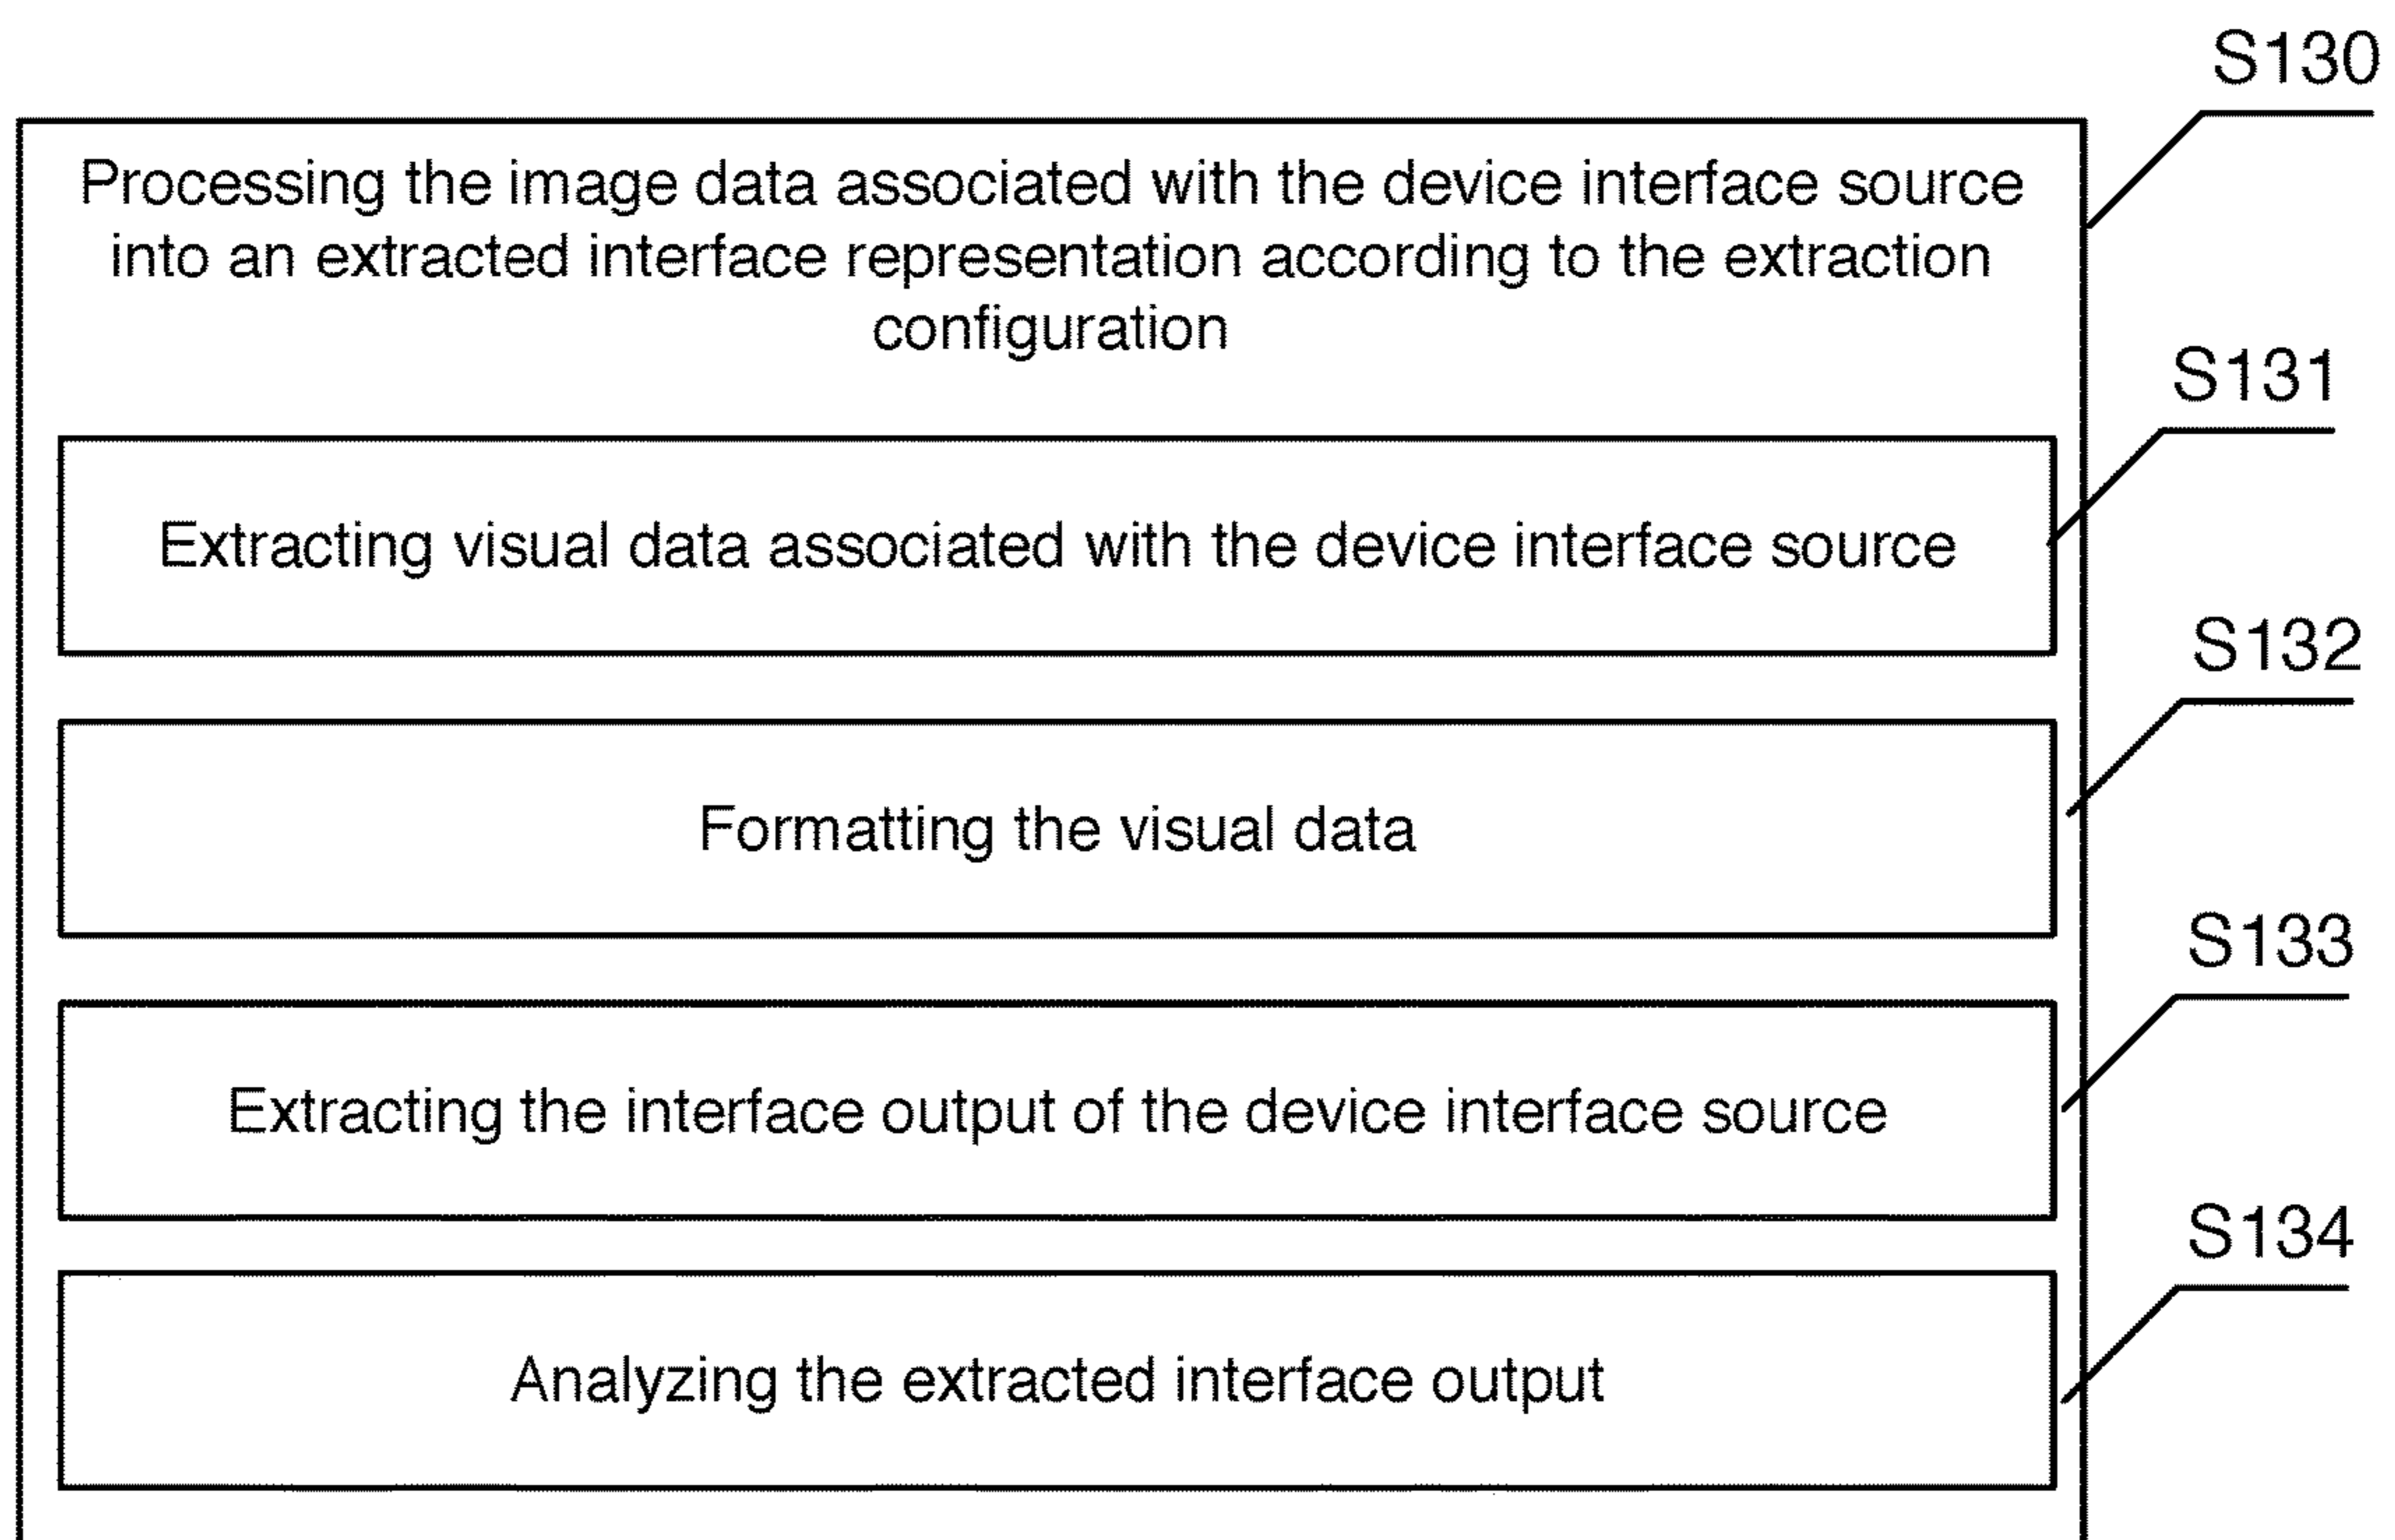 S130
Processing the image data associated with the device interface source
into an extracted interface representation according to the extraction
configuration
S131
Extracting visual data associated with the device interface source
S132
Formatting the visual data
S133
Extracting the interface output of the device interface source
S134
Analyzing the extracted interface output